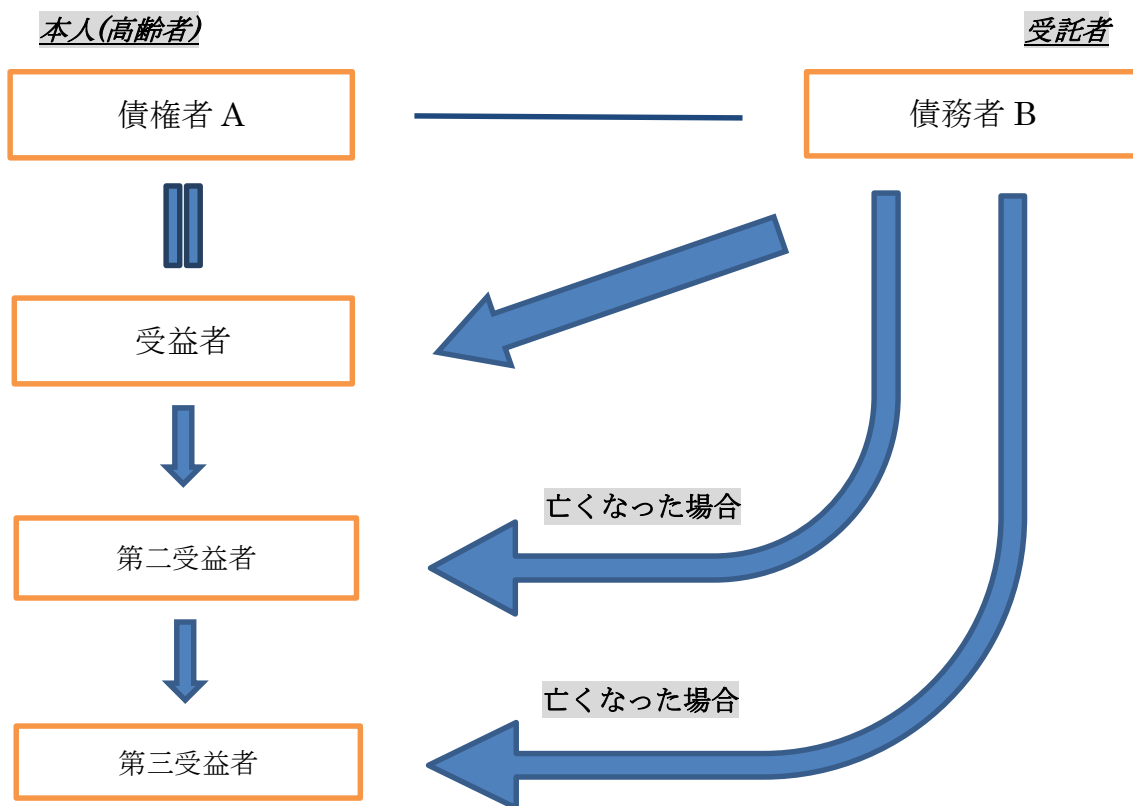 本人(高齢者)
受託者
債権者 A
債務者 B
受益者
亡くなった場合
第二受益者
亡くなった場合
第三受益者